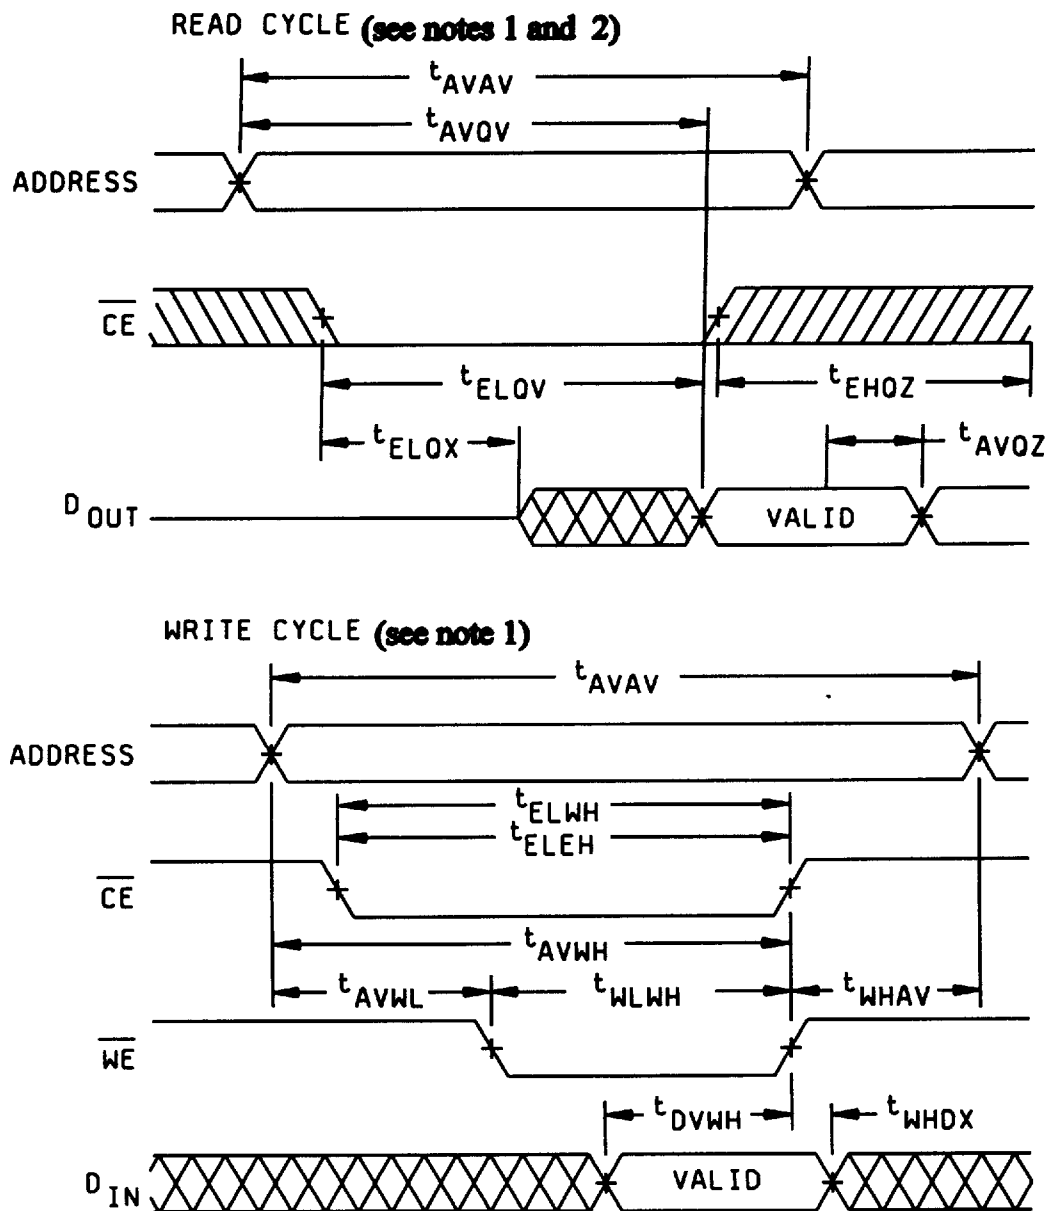 READ CYCLE (see notes 1 and 2)
tAVAV
tAVQV
ADDRESS
CE
tELQV
tEHQZ
tELQX
tAVQZ
DOUT
VALID
WRITE CYCLE (see note 1)
tAVAV
ADDRESS
tELWH
tELEH
CE
tAVWH
tAVWL
tWLWH
tWHAV
WE
tDVWH
tWHDX
DIN
VALID